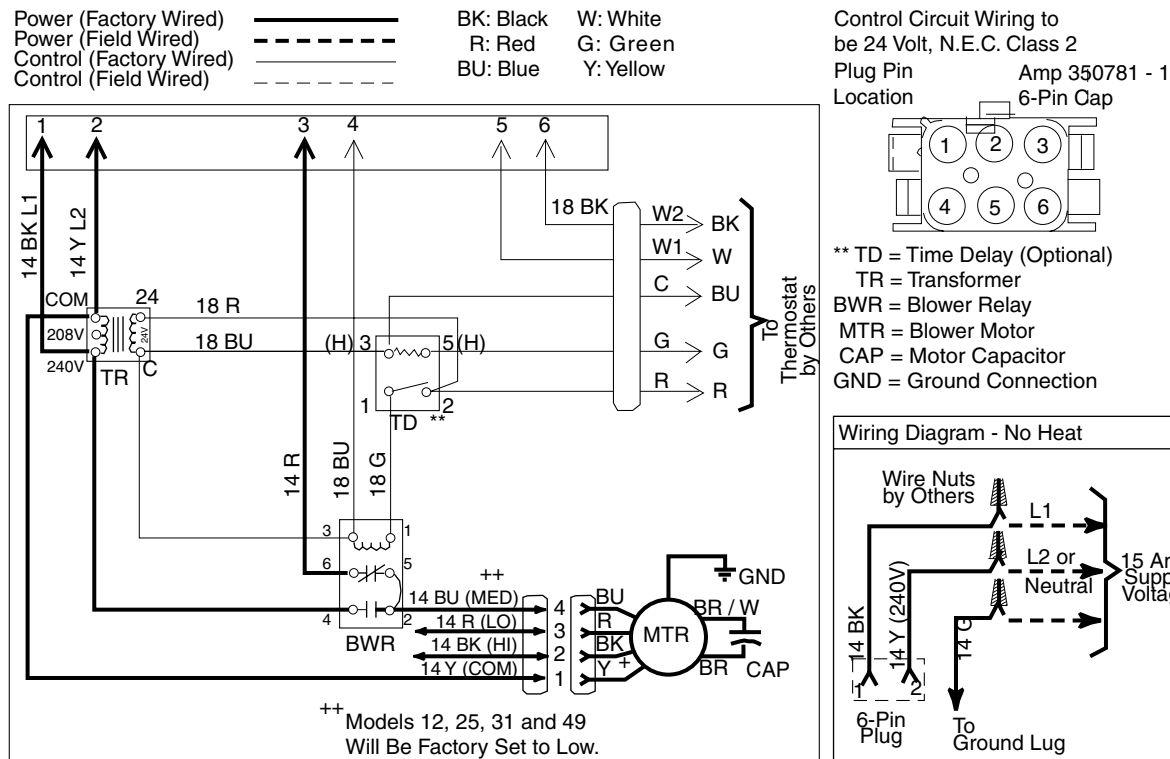 Power (Factory Wired)
Power (Field Wired)
Control (Factory Wired)
Control (Field Wired)
BK: Black W: White
R: Red G: Green
BU: Blue Y: Yellow
Control Circuit Wiring to
be 24 Volt, N.E.C. Class 2
Plug Pin
Location
Amp 350781 - 1
6-Pin Cap
1 2 3
4 5 6
** TD = Time Delay (Optional)
TR = Transformer
BWR = Blower Relay
MTR = Blower Motor
CAP = Motor Capacitor
GND = Ground Connection
1 2 3 4 5 6
14 BK L1
14 Y L2
18 BK
W2 BK
W1 W
C BU
G G
R R
To
Thermostat
by Others
COM
208V
240V
TR
24
24V
C
18 R
18 BU
(H) 3 5 (H)
1 2
TD **
14 R
18 BU
18 G
3 1
6 5
4 2
BWR
++
14 BU (MED) 4 BU
14 R (LO) 3 R
14 BK (HI) 2 BK
14 Y (COM) 1 Y +
MTR
GND
BR / W
BR
CAP
++ Models 12, 25, 31 and 49
Will Be Factory Set to Low.
Wiring Diagram - No Heat
Wire Nuts
by Others
L1
L2 or
Neutral
15
14 BK
14 Y (240V)
14 G
1 2
6-Pin
Plug
To
Ground Lug